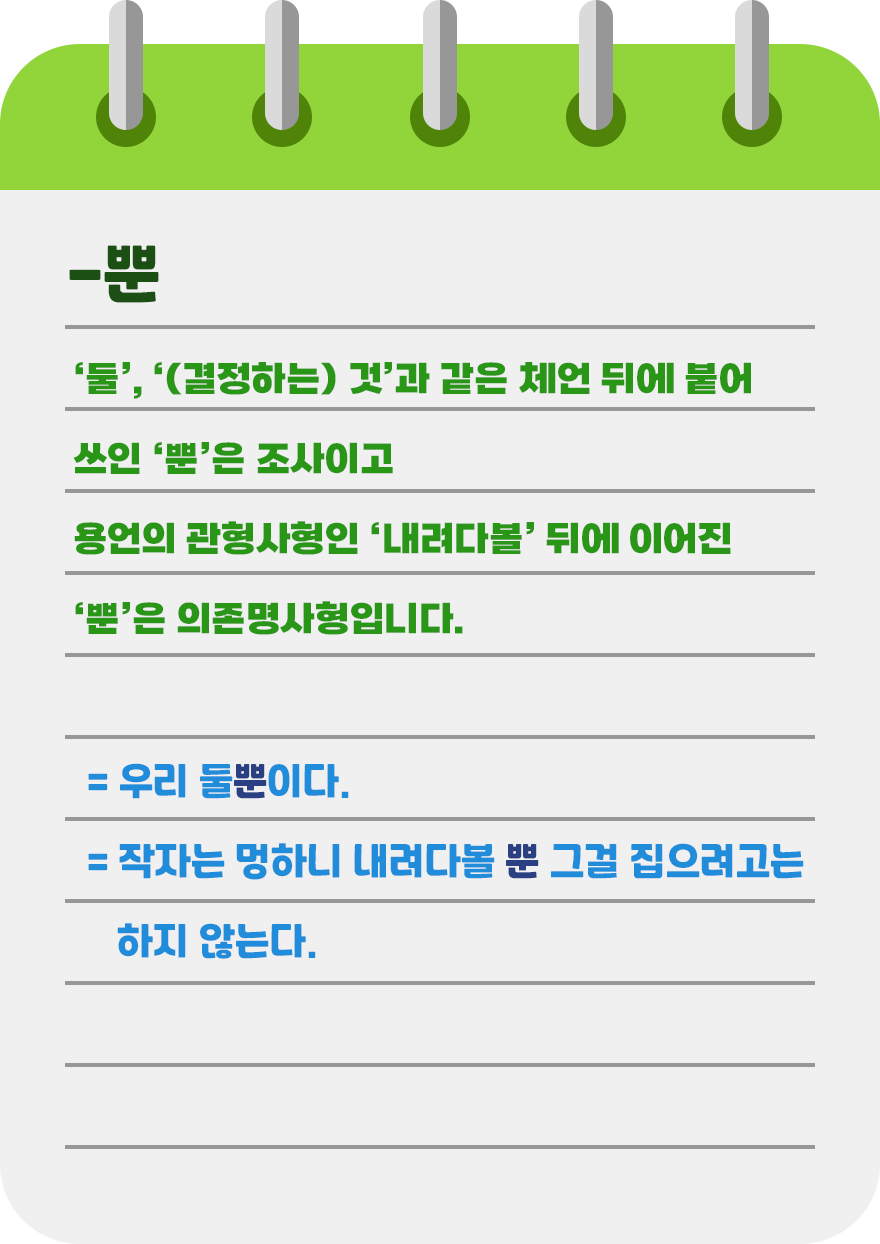 -뿐
‘둘’, ‘(결정하는) 것’과 같은 체언 뒤에 붙어
쓰인 ‘뿐’은 조사이고
용언의 관형사형인 ‘내려다볼’ 뒤에 이어진
‘뿐’은 의존명사형입니다.
= 우리 둘뿐이다.
= 작자는 멍하니 내려다볼 뿐 그걸 집으려고는
하지 않는다.